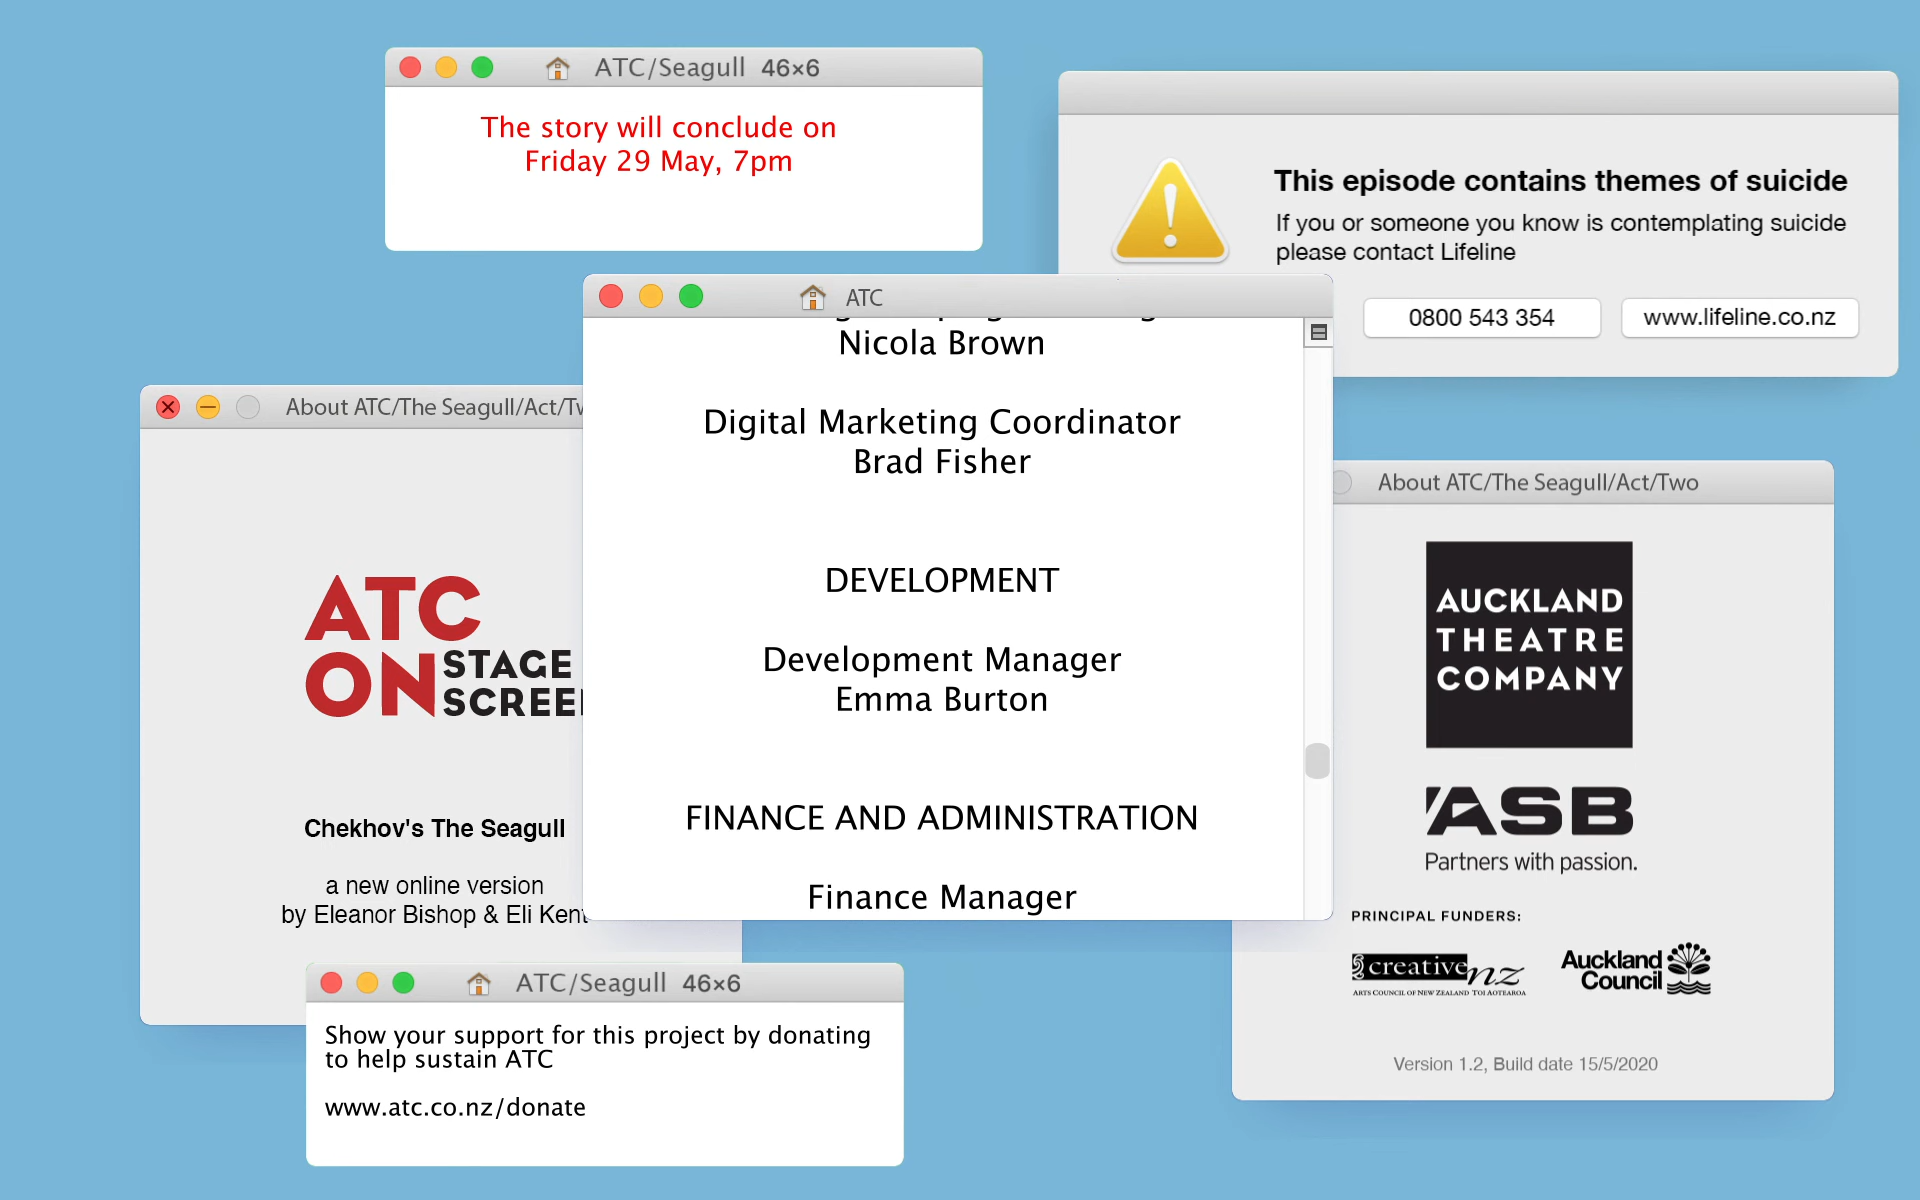 ATC/Seagull 46×6
The story will conclude on
Friday 29 May, 7pm
This episode contains themes of suicide
If you or someone you know is contemplating suicide
please contact Lifeline
0800 543 354
www.lifeline.co.nz
ATC
Nicola Brown
Digital Marketing Coordinator
Brad Fisher
DEVELOPMENT
Development Manager
Emma Burton
FINANCE AND ADMINISTRATION
Finance Manager
About ATC/The Seagull/Act/Tw
ATC
ON STAGE
SCREE
Chekhov's The Seagull
a new online version
by Eleanor Bishop & Eli Kent
About ATC/The Seagull/Act/Two
AUCKLAND
THEATRE
COMPANY
ASB
Partners with passion.
PRINCIPAL FUNDERS:
creative nz
ARTS COUNCIL OF NEW ZEALAND TOI AOTEAROA
Auckland
Council
Version 1.2, Build date 15/5/2020
ATC/Seagull 46×6
Show your support for this project by donating
to help sustain ATC
www.atc.co.nz/donate